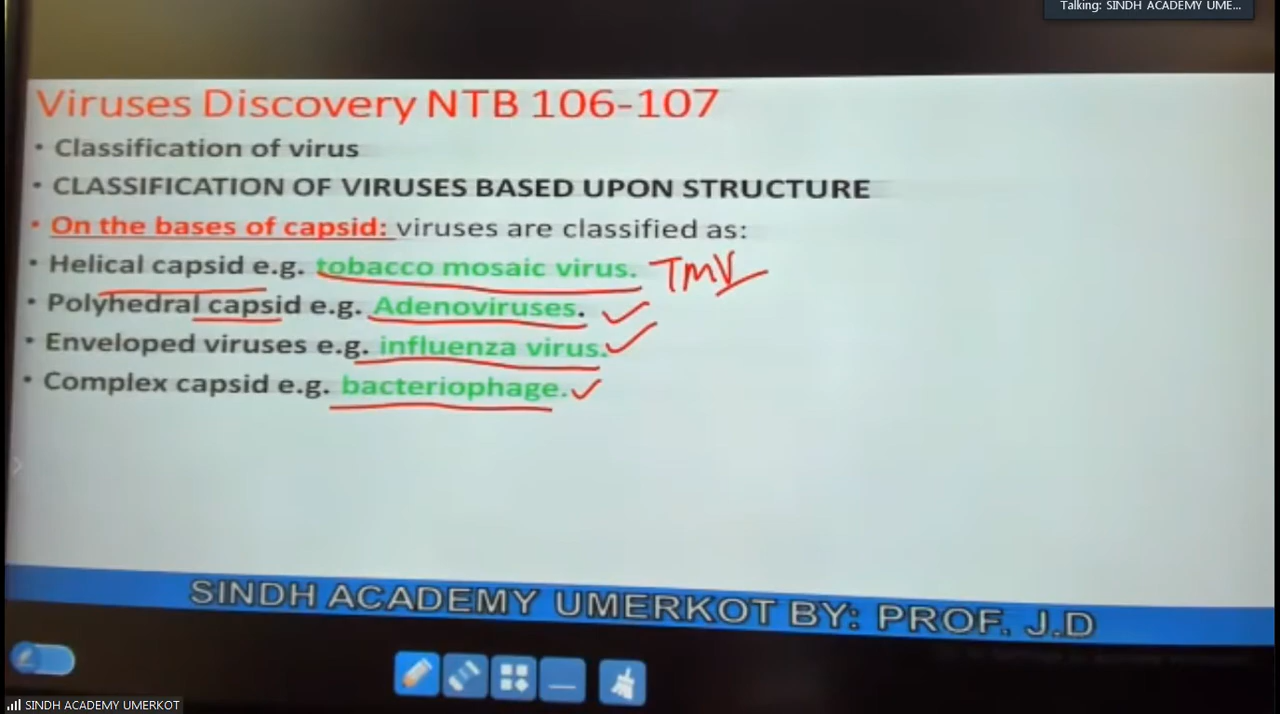 Talking: SINDH ACADEMY UME...
Viruses Discovery NTB 106-107
• Classification of virus
• CLASSIFICATION OF VIRUSES BASED UPON STRUCTURE
• On the bases of capsid: viruses are classified as:
• Helical capsid e.g. tobacco mosaic virus. TMV
• Polyhedral capsid e.g. Adenoviruses.
• Enveloped viruses e.g. influenza virus.
• Complex capsid e.g. bacteriophage.
SINDH ACADEMY UMERKOT BY: PROF. J.D
SINDH ACADEMY UMERKOT